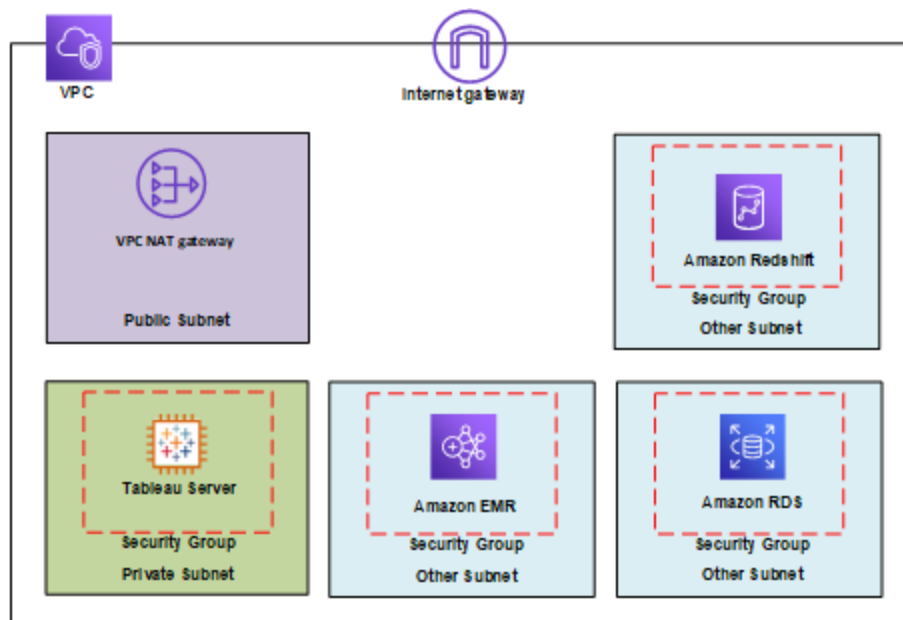 VPC
Internet gateway
VPC NAT gateway
Public Subnet
Amazon Redshift
Security Group
Other Subnet
Tableau Server
Security Group
Private Subnet
Amazon EMR
Security Group
Other Subnet
Amazon RDS
Security Group
Other Subnet